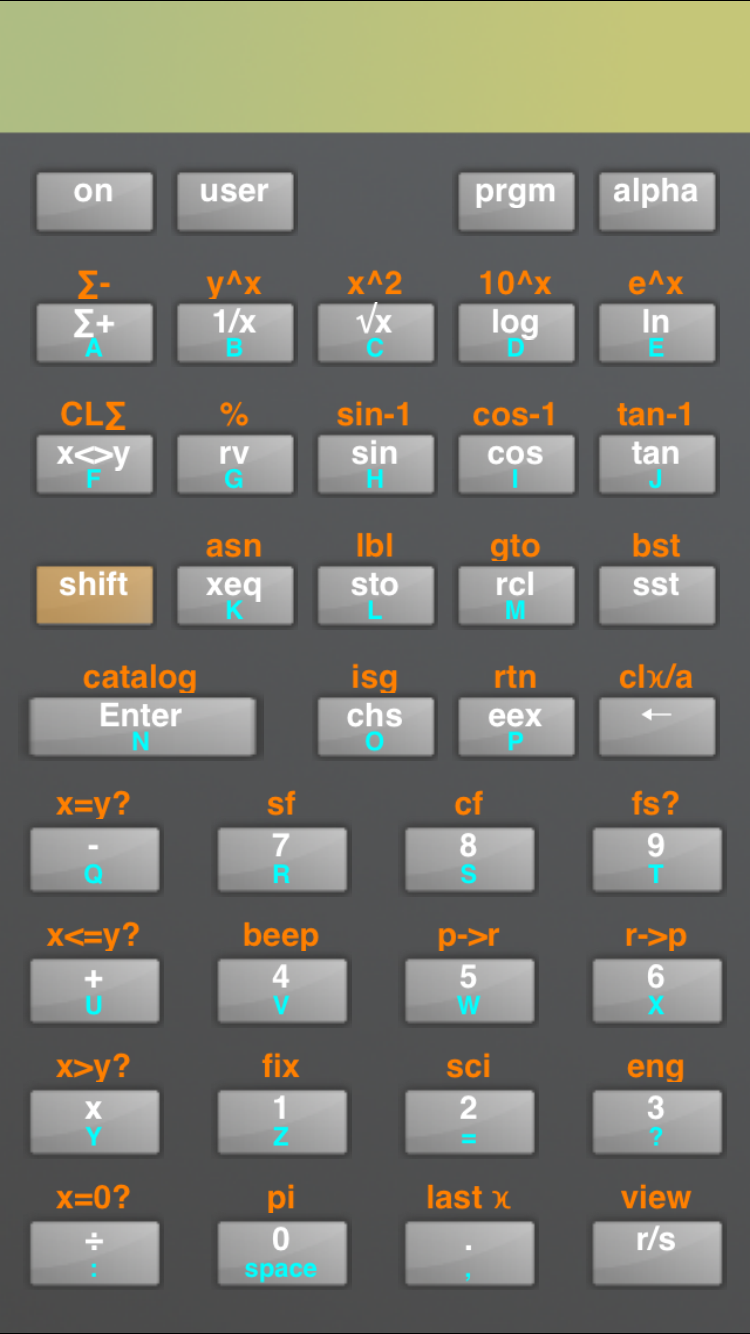 on user prgm alpha
∑- y^x x^2 10^x e^x
∑+ 1/x √x log ln
A B C D E
CL∑ % sin-1 cos-1 tan-1
x<>y rv sin cos tan
F G H I J
asn lbl gto bst
shift xeq sto rcl sst
K L M
catalog isg rtn clx/a
Enter chs eex ←
N O P
x=y? sf cf fs?
- 7 8 9
Q R S T
x<=y? beep p->r r->p
+ 4 5 6
U V W X
x>y? fix sci eng
x 1 2 3
Y Z = ?
x=0? pi last x view
÷ 0 . r/s
: space ,